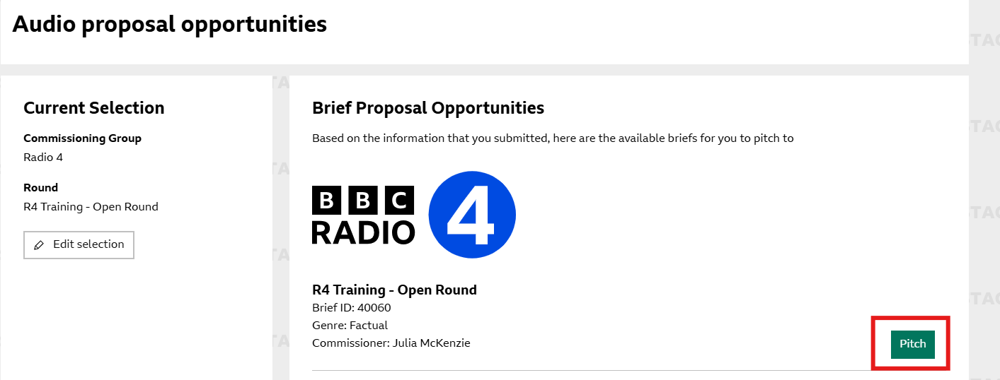 Audio proposal opportunities
Current Selection
Commissioning Group
Radio 4
Round
R4 Training - Open Round
Edit selection
Brief Proposal Opportunities
Based on the information that you submitted, here are the available briefs for you to pitch to
BBC
RADIO
4
R4 Training - Open Round
Brief ID: 40060
Genre: Factual
Commissioner: Julia McKenzie
Pitch